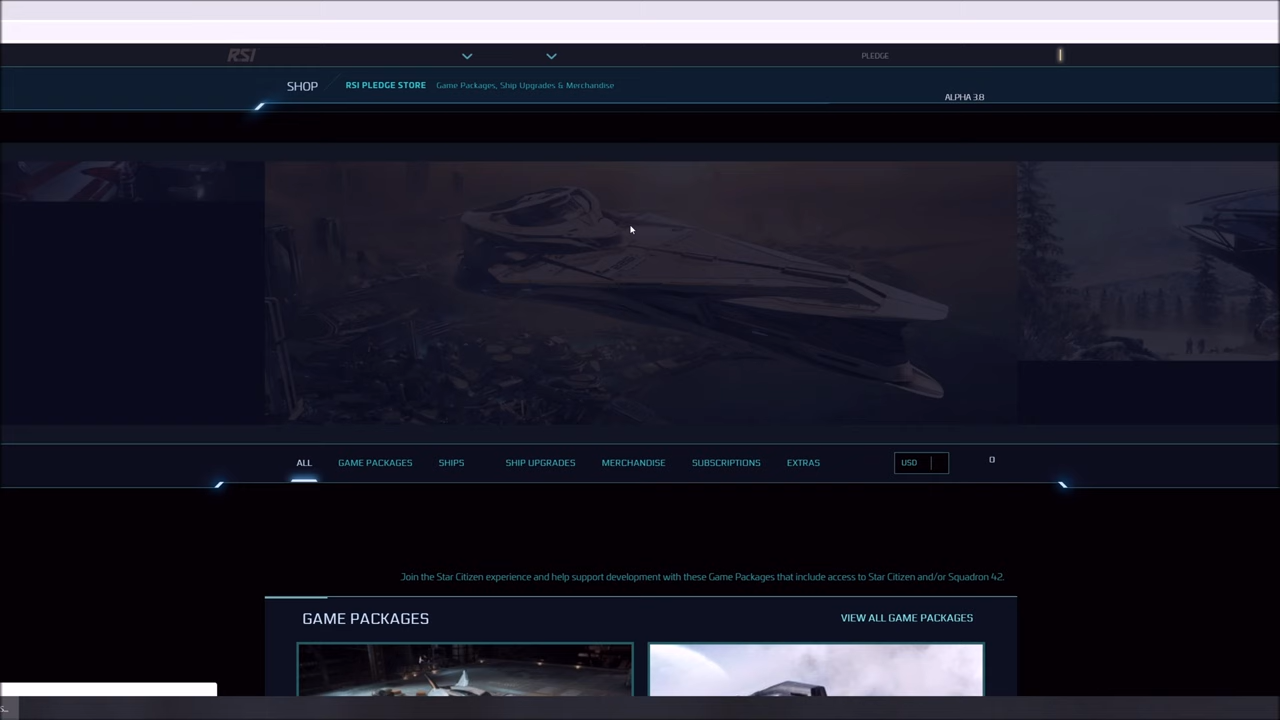 RSI
PLEDGE
SHOP
RSI PLEDGE STORE
Game Packages, Ship Upgrades & Merchandise
ALPHA 3.8
ALL
GAME PACKAGES
SHIPS
SHIP UPGRADES
MERCHANDISE
SUBSCRIPTIONS
EXTRAS
USD
0
Join the Star Citizen experience and help support development with these Game Packages that include access to Star Citizen and/or Squadron 42.
GAME PACKAGES
VIEW ALL GAME PACKAGES